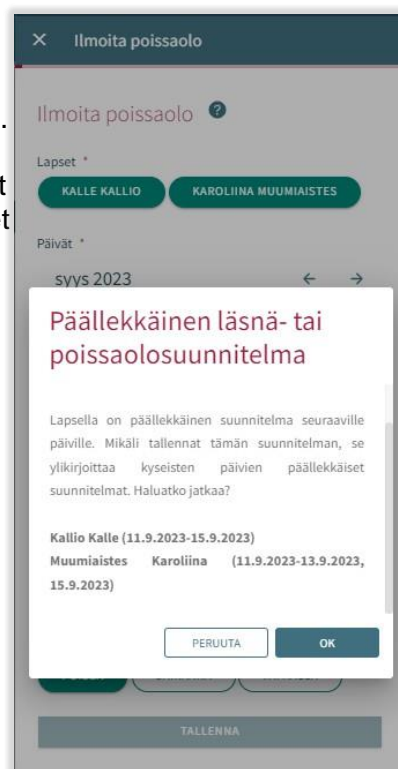 Ilmoita poissaolo
Ilmoita poissaolo ?
.
Lapset *
t
KALLE KALLIO KAROLIINA MUUMIAISTES
et
Päivät *
syys 2023
Päällekkäinen läsnä- tai
poissaolosuunnitelma
Lapsella on päällekkäinen suunnitelma seuraaville
päiville. Mikäli tallennat tämän suunnitelman, se
ylikirjoittaa kyseisten päivien päällekkäiset
suunnitelmat. Haluatko jatkaa?
Kallio Kalle (11.9.2023-15.9.2023)
Muumiaistes Karoliina (11.9.2023-13.9.2023,
15.9.2023)
PERUUTA OK
TALLENNA